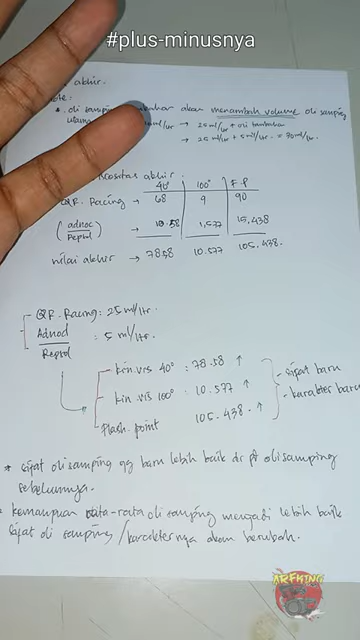 #plus-minusnya
akhir.
* oli samping akan menambah volume oli samping
ml/ltr → 25 ml/ltr + oli tambahan
→ 25 ml/ltr + 5 ml/ltr. = 30 ml/ltr.
akhir.
40° 100° F.P
QR. Racing → 68 9 90
(adnoc/Reptol) → 10.58 1,577 15,438
nilai akhir → 78.58 10.577 105.438.
QR. Racing : 25 ml/ltr.
Adnod/Reptol : 5 ml/ltr.
kin.vis 40° : 78.58 ↑
kin vis 100° : 10.577 ↑
Flash. point 105.438. ↑
- sifat baru
- karakter baru
* sifat oli samping yg baru lebih baik dr pd oli samping
sebelumnya.
* kemampuan rata-rata oli samping menjadi lebih baik
sifat oli samping/karakternya akan berubah.
ARFKING